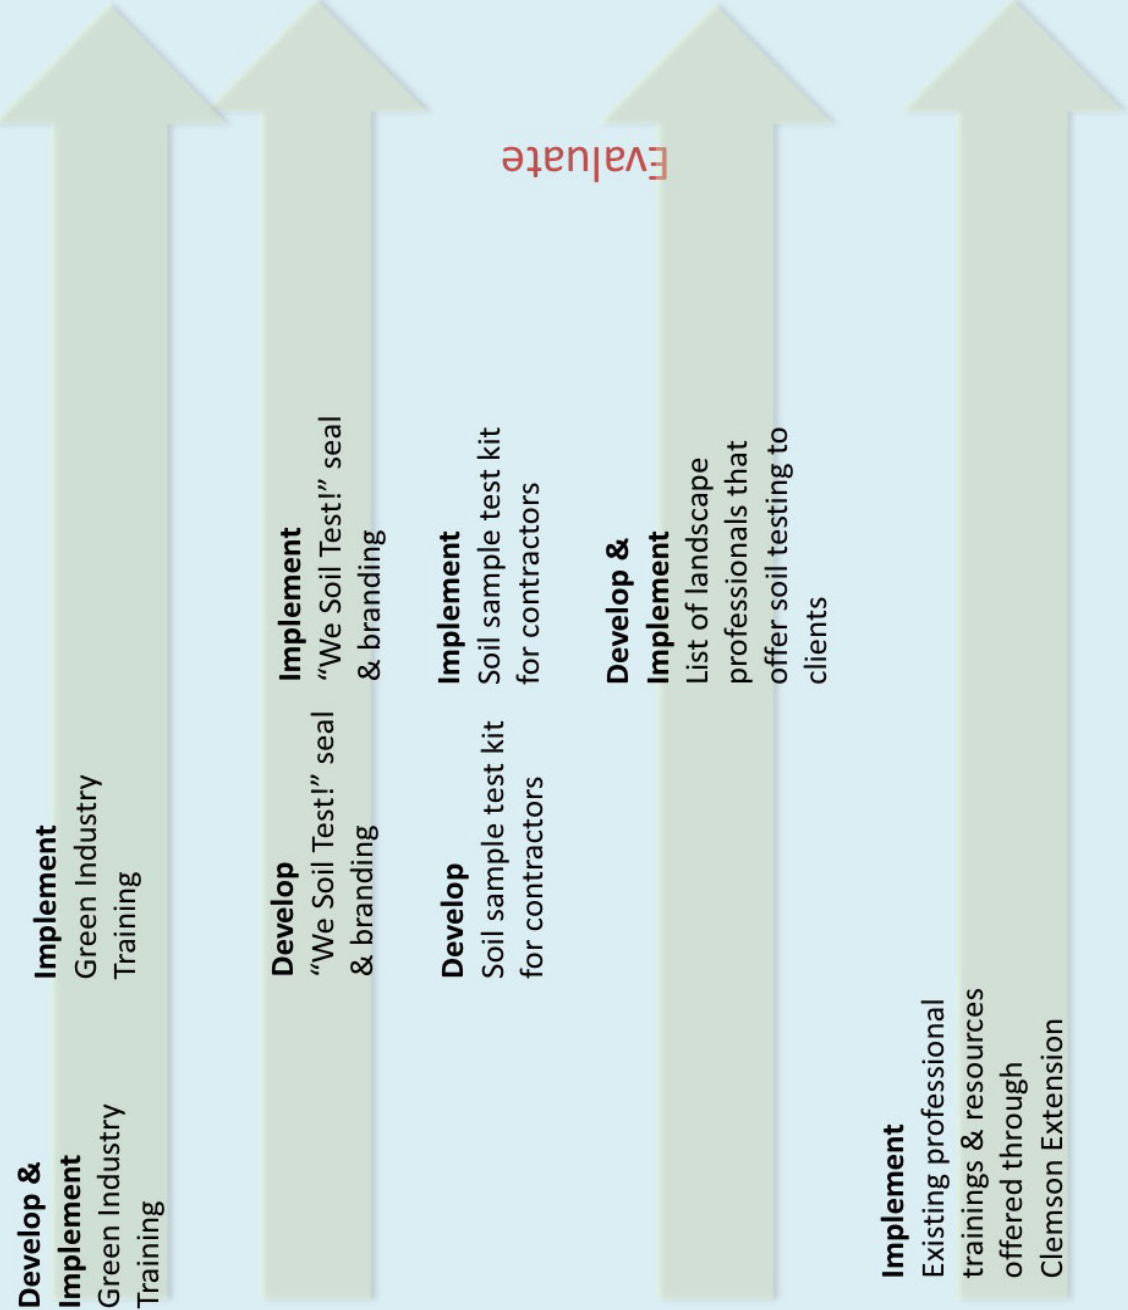 Develop &
Implement
Green Industry
Training
Implement
Green Industry
Training
Develop
“We Soil Test!” seal
& branding
Implement
“We Soil Test!” seal
& branding
Develop
Soil sample test kit
for contractors
Implement
Soil sample test kit
for contractors
Evaluate
Develop &
Implement
List of landscape
professionals that
offer soil testing to
clients
Implement
Existing professional
trainings & resources
offered through
Clemson Extension